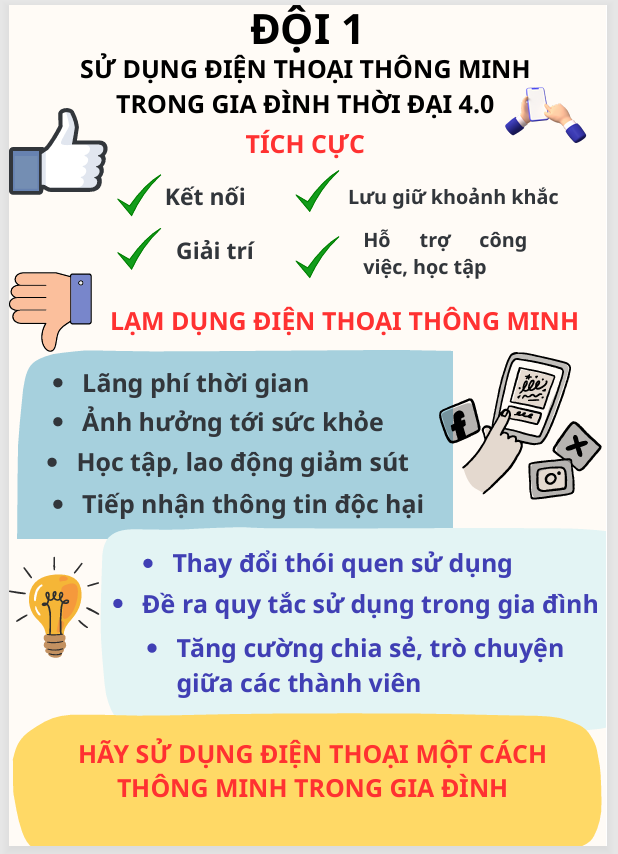 ĐỘI 1
SỬ DỤNG ĐIỆN THOẠI THÔNG MINH
TRONG GIA ĐÌNH THỜI ĐẠI 4.0
TÍCH CỰC
Kết nối
Lưu giữ khoảnh khắc
Giải trí
Hỗ trợ công
việc, học tập
LẠM DỤNG ĐIỆN THOẠI THÔNG MINH
• Lãng phí thời gian
• Ảnh hưởng tới sức khỏe
• Học tập, lao động giảm sút
• Tiếp nhận thông tin độc hại
• Thay đổi thói quen sử dụng
• Đề ra quy tắc sử dụng trong gia đình
• Tăng cường chia sẻ, trò chuyện
giữa các thành viên
HÃY SỬ DỤNG ĐIỆN THOẠI MỘT CÁCH
THÔNG MINH TRONG GIA ĐÌNH